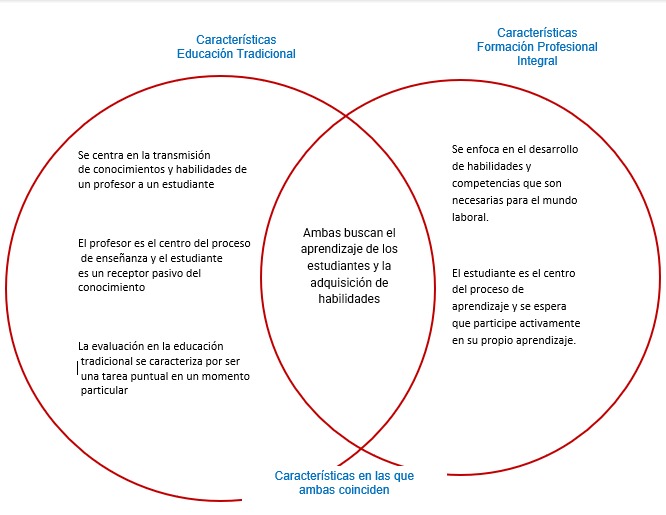 Características
Educación Tradicional
Características
Formación Profesional
Integral
Se centra en la transmisión
de conocimientos y habilidades de
un profesor a un estudiante
El profesor es el centro del proceso
de enseñanza y el estudiante
es un receptor pasivo del
conocimiento
La evaluación en la educación
tradicional se caracteriza por ser
una tarea puntual en un momento
particular
Ambas buscan el
aprendizaje de los
estudiantes y la
adquisición de
habilidades
Se enfoca en el desarrollo
de habilidades y
competencias que son
necesarias para el mundo
laboral.
El estudiante es el centro
del proceso de
aprendizaje y se espera
que participe activamente
en su propio aprendizaje.
Características en las que
ambas coinciden